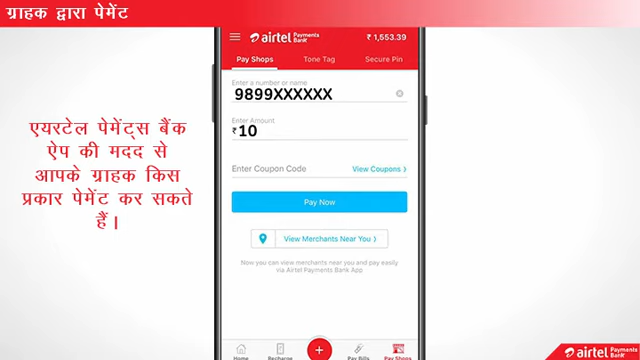 ग्राहक द्वारा पेमेंट
एयरटेल पेमेंट्स बैंक
ऐप की मदद से
आपके ग्राहक किस
प्रकार पेमेंट कर सकते
हैं।
airtel Payments Bank
₹ 1,553.39
Pay Shops Tone Tag Secure Pin
Enter a number or name
9899XXXXXX
Enter Amount
₹10
Enter Coupon Code View Coupons >
Pay Now
View Merchants Near You >
Now you can view merchants near you and pay easily
via Airtel Payments Bank App
Home Recharge Pay Bills Pay Shops
airtel Payments Bank